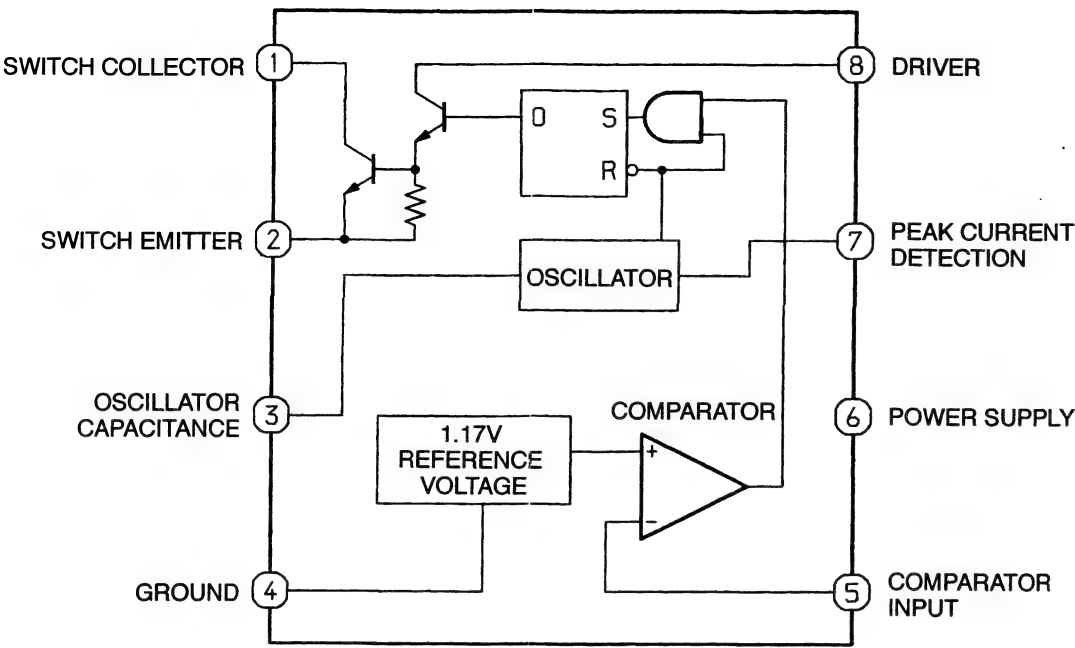 SWITCH COLLECTOR
1
8
DRIVER
O
S
R
SWITCH EMITTER
2
7
PEAK CURRENT
DETECTION
OSCILLATOR
OSCILLATOR
CAPACITANCE
3
COMPARATOR
6
POWER SUPPLY
1.17V
REFERENCE
VOLTAGE
+
−
GROUND
4
5
COMPARATOR
INPUT